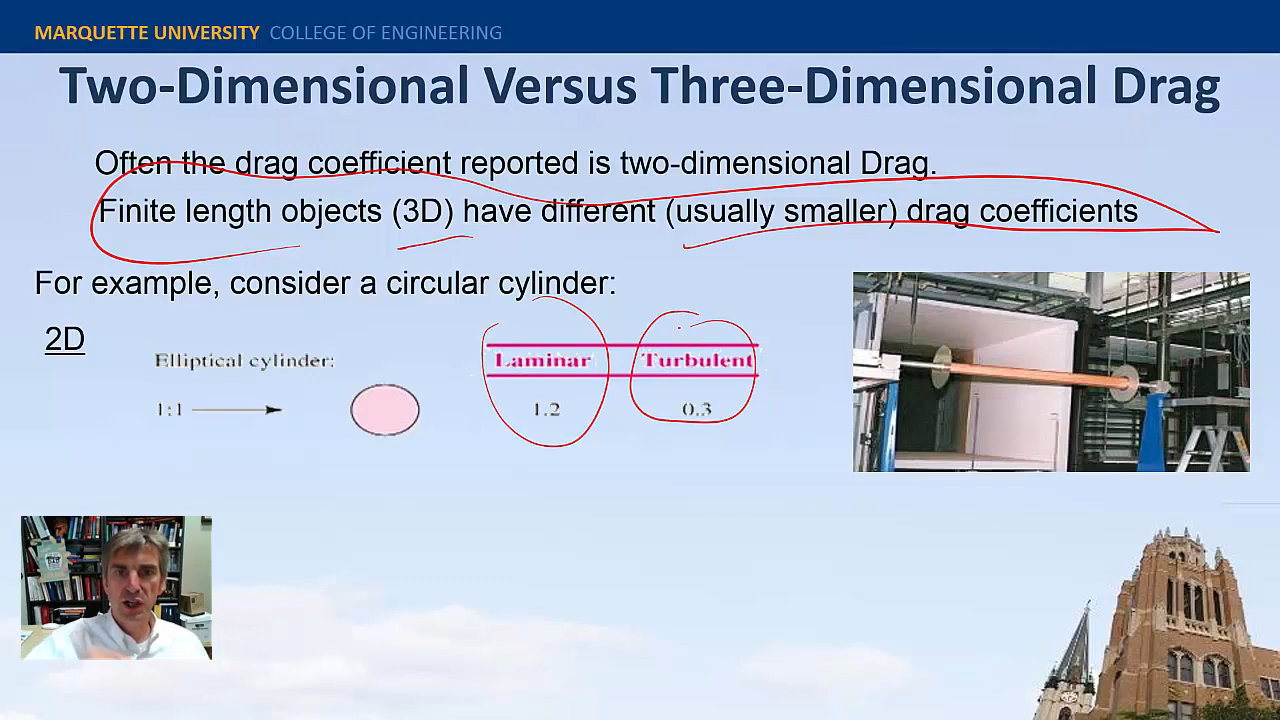 MARQUETTE UNIVERSITY COLLEGE OF ENGINEERING
Two-Dimensional Versus Three-Dimensional Drag
Often the drag coefficient reported is two-dimensional Drag.
Finite length objects (3D) have different (usually smaller) drag coefficients
For example, consider a circular cylinder:
2D
Elliptical cylinder:
Laminar Turbulent
1:1 1.2 0.3